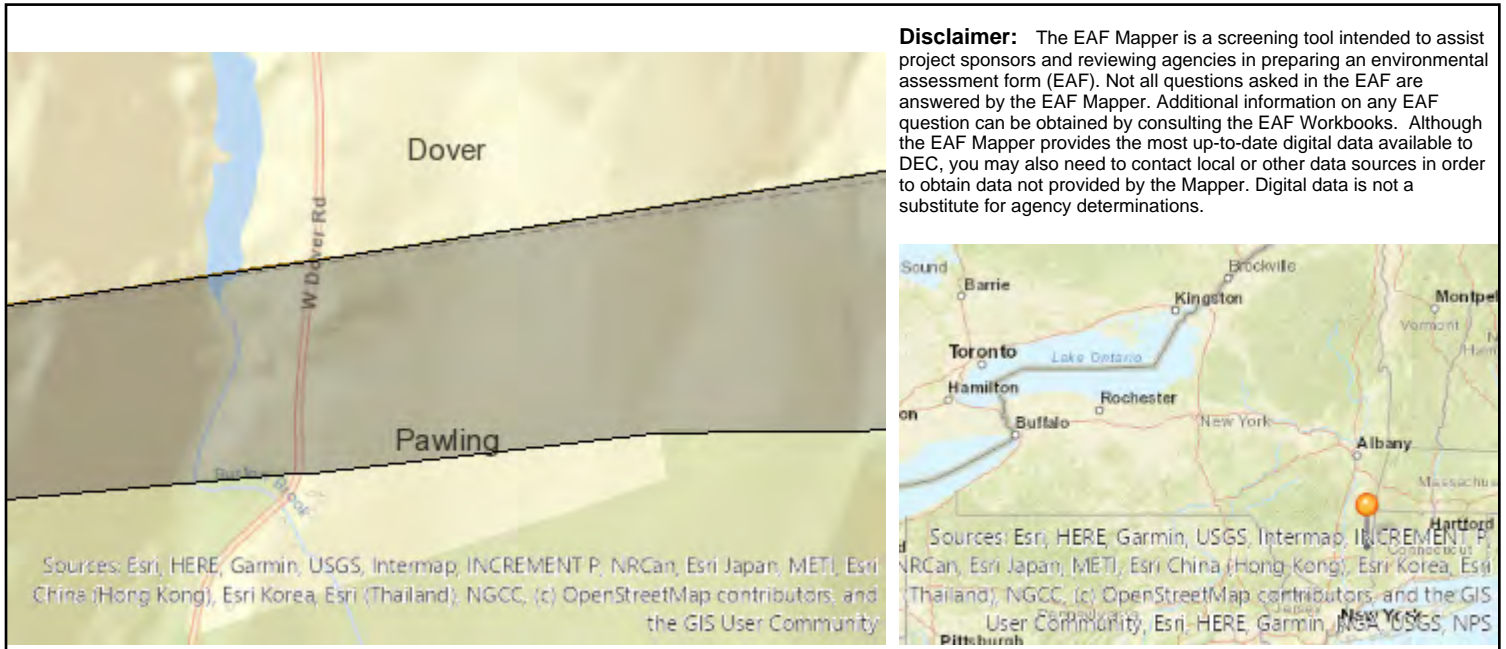 Dover
W Dover Rd
Pawling
Brook
Sources: Esri, HERE, Garmin, USGS, Intermap, INCREMENT P, NRCan, Esri Japan, METI, Esri
China (Hong Kong), Esri Korea, Esri (Thailand), NGCC, (c) OpenStreetMap contributors, and
the GIS User Community
Disclaimer: The EAF Mapper is a screening tool intended to assist
project sponsors and reviewing agencies in preparing an environmental
assessment form (EAF). Not all questions asked in the EAF are
answered by the EAF Mapper. Additional information on any EAF
question can be obtained by consulting the EAF Workbooks. Although
the EAF Mapper provides the most up-to-date digital data available to
DEC, you may also need to contact local or other data sources in order
to obtain data not provided by the Mapper. Digital data is not a
substitute for agency determinations.
Sound
Barrie
Brockville
Kingston
Montpel
Vermont
Toronto
Lake Ontario
Hamilton
Rochester
Buffalo
New York
Albany
Massachus
Hartford
Connecticut
Sources: Esri, HERE, Garmin, USGS, Intermap, INCREMENT P,
NRCan, Esri Japan, METI, Esri China (Hong Kong), Esri Korea, Esri
(Thailand), NGCC, (c) OpenStreetMap contributors, and the GIS
User Community, Esri, HERE, Garmin, NGA, USGS, NPS
Pennsylvania
New York
Pittsburgh